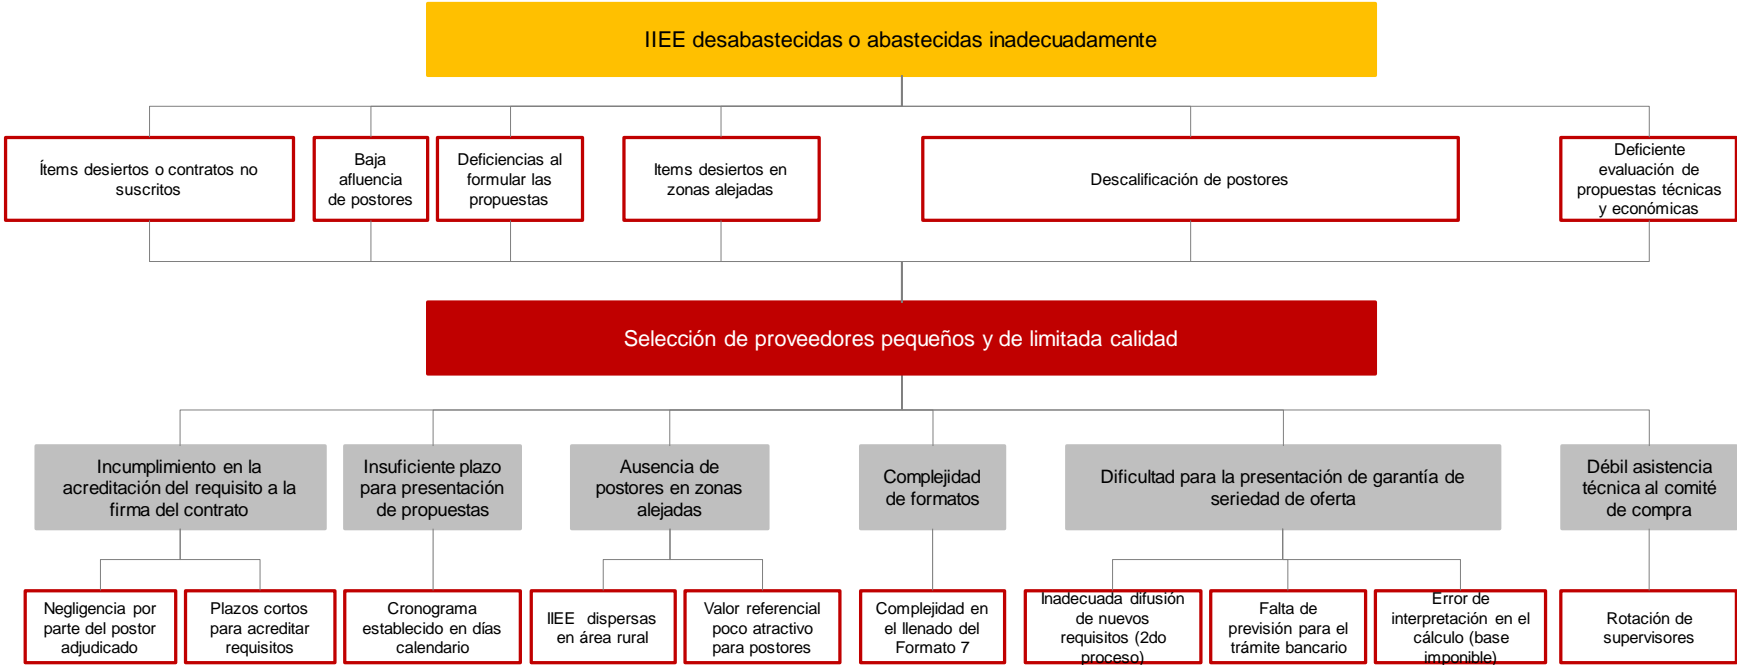 IIEE desabastecidas o abastecidas inadecuadamente
Ítems desiertos o contratos no
suscritos
Baja
afluencia
de postores
Deficiencias al
formular las
propuestas
Items desiertos en
zonas alejadas
Descalificación de postores
Deficiente
evaluación de
propuestas técnicas
y económicas
Selección de proveedores pequeños y de limitada calidad
Incumplimiento en la
acreditación del requisito a la
firma del contrato
Insuficiente plazo
para presentación
de propuestas
Ausencia de
postores en zonas
alejadas
Complejidad
de formatos
Dificultad para la presentación de garantía de
seriedad de oferta
Débil asistencia
técnica al comité
de compra
Negligencia por
parte del postor
adjudicado
Plazos cortos
para acreditar
requisitos
Cronograma
establecido en días
calendario
IIEE dispersas
en área rural
Valor referencial
poco atractivo
para postores
Complejidad en
el llenado del
Formato 7
Inadecuada difusión
de nuevos
requisitos (2do
proceso)
Falta de
previsión para el
trámite bancario
Error de
interpretación en el
cálculo (base
imponible)
Rotación de
supervisores